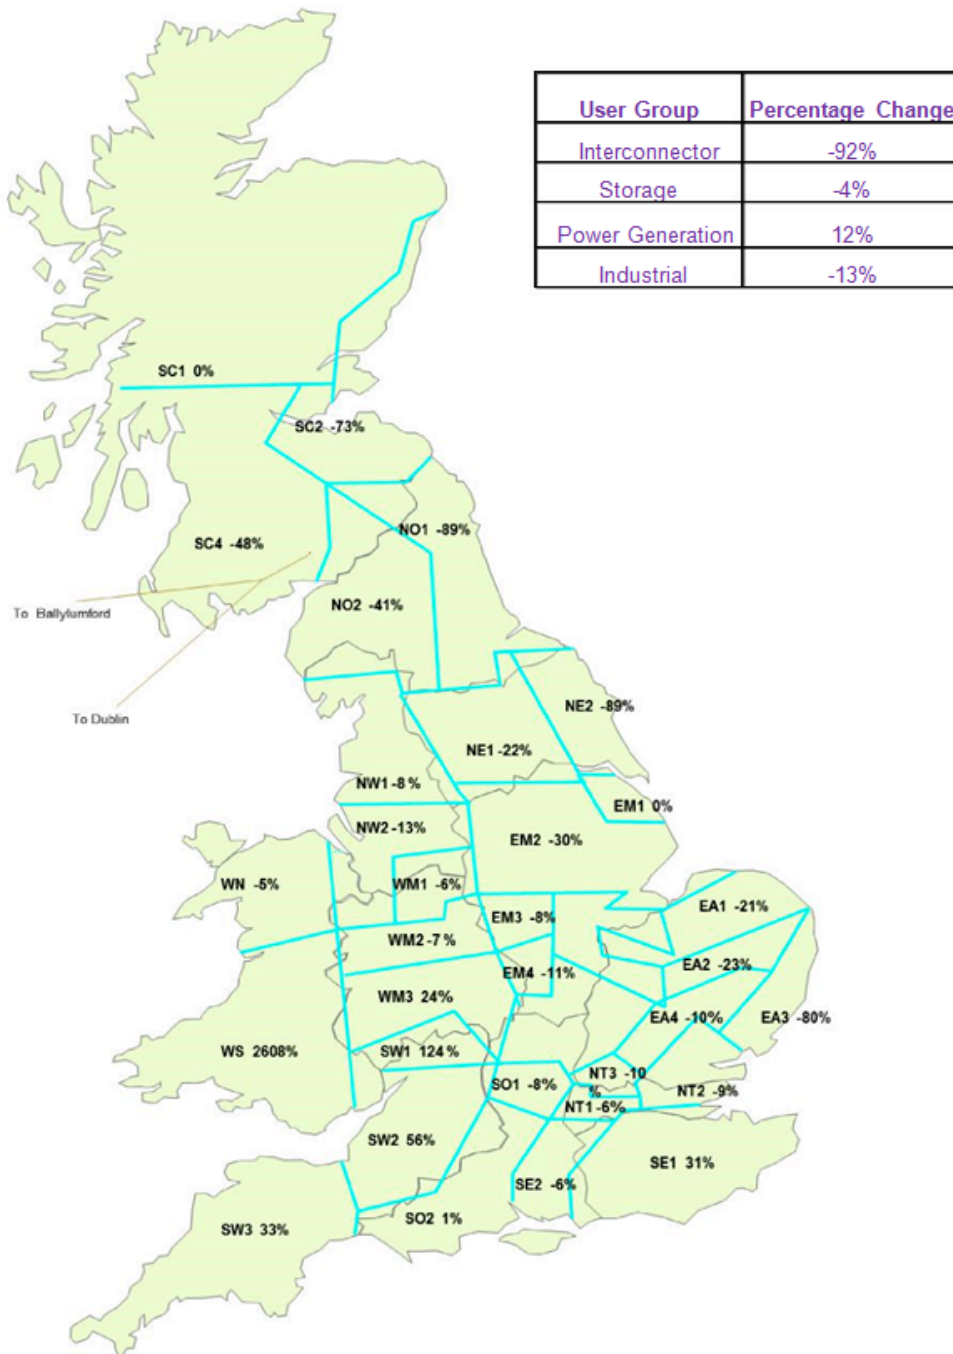 User Group Percentage Change
Interconnector -92%
Storage -4%
Power Generation 12%
Industrial -13%
SC1 0%
SC2 -73%
NO1 -89%
SC4 -48%
NO2 -41%
To Ballylumford
To Dublin
NE2 -89%
NE1 -22%
NW1 -8%
EM1 0%
NW2 -13%
EM2 -30%
WN -5%
WM1 -6%
EA1 -21%
EM3 -8%
WM2 -7%
EA2 -23%
EM4 -11%
WM3 24%
EA4 -10%
EA3 -80%
WS 2608%
SW1 124%
SO1 -8%
NT3 -10
%
NT2 -9%
NT1 -6%
SW2 56%
SE1 31%
SE2 -6%
SO2 1%
SW3 33%